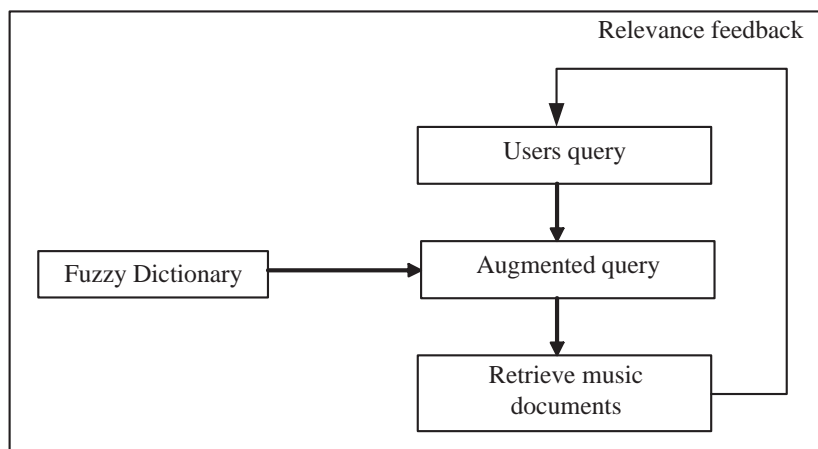 Relevance feedback
Users query
Fuzzy Dictionary
Augmented query
Retrieve music
documents